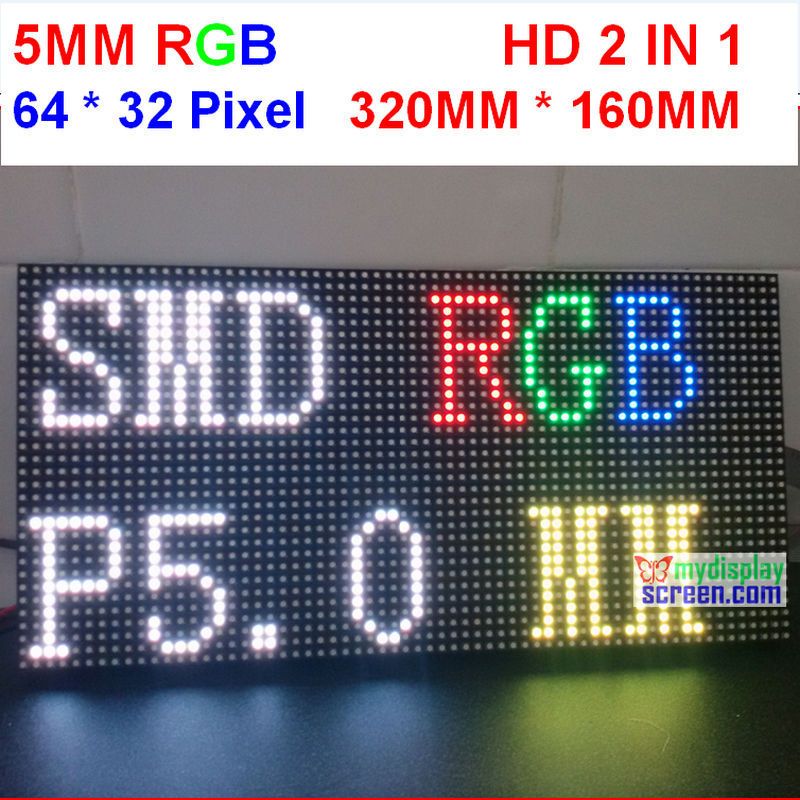 5MM RGB HD 2 IN 1
64 * 32 Pixel 320MM * 160MM
SMD RGB
P5.0 MM
mydisplay
screen.com